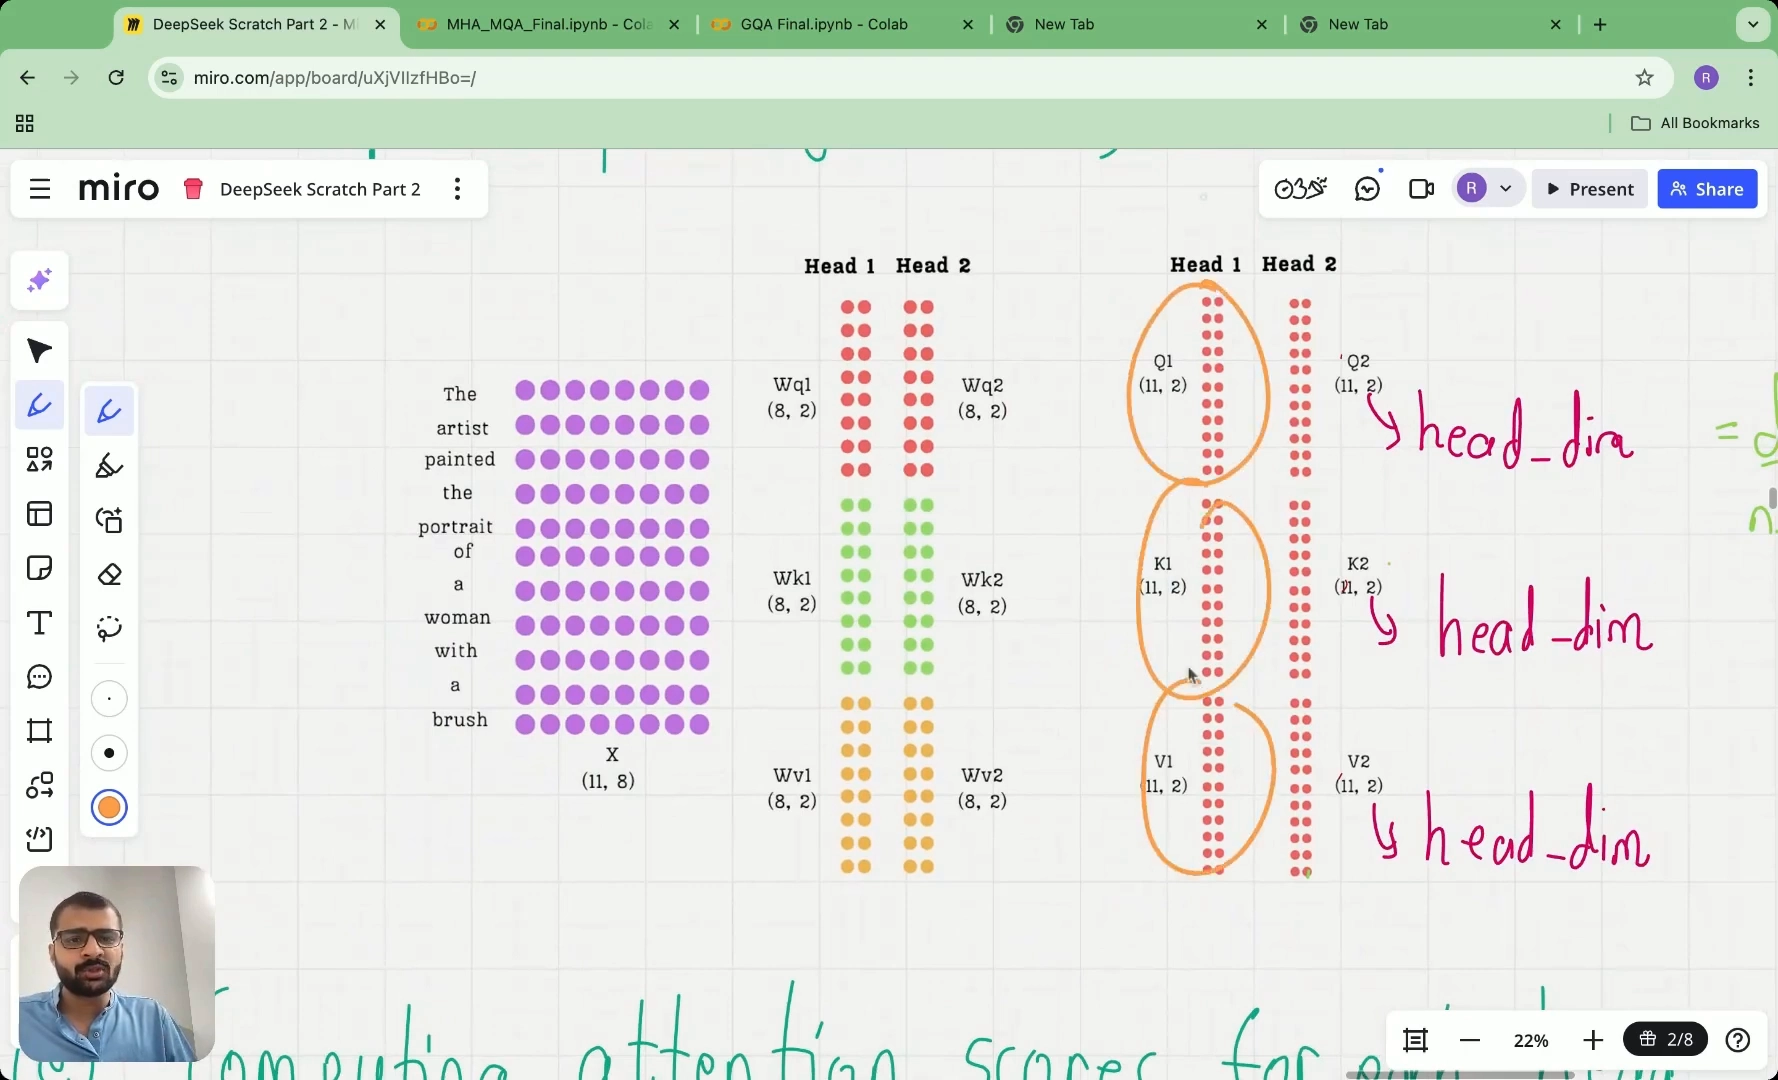 DeepSeek Scratch Part 2 - Mi
MHA_MQA_Final.ipynb - Cola
GQA Final.ipynb - Colab
New Tab
New Tab
miro.com/app/board/uXjVIIzfHBo=/
R
All Bookmarks
miro
DeepSeek Scratch Part 2
R
Present
Share
Head 1 Head 2
Head 1 Head 2
The
artist
painted
the
portrait
of
a
woman
with
a
brush
X
(11, 8)
Wq1
(8, 2)
Wq2
(8, 2)
Wk1
(8, 2)
Wk2
(8, 2)
Wv1
(8, 2)
Wv2
(8, 2)
Q1
(11, 2)
Q2
(11, 2)
head_dim
=
K1
(11, 2)
K2
(11, 2)
head_dim
V1
(11, 2)
V2
(11, 2)
head_dim
Computing attention scores for
22%
2/8